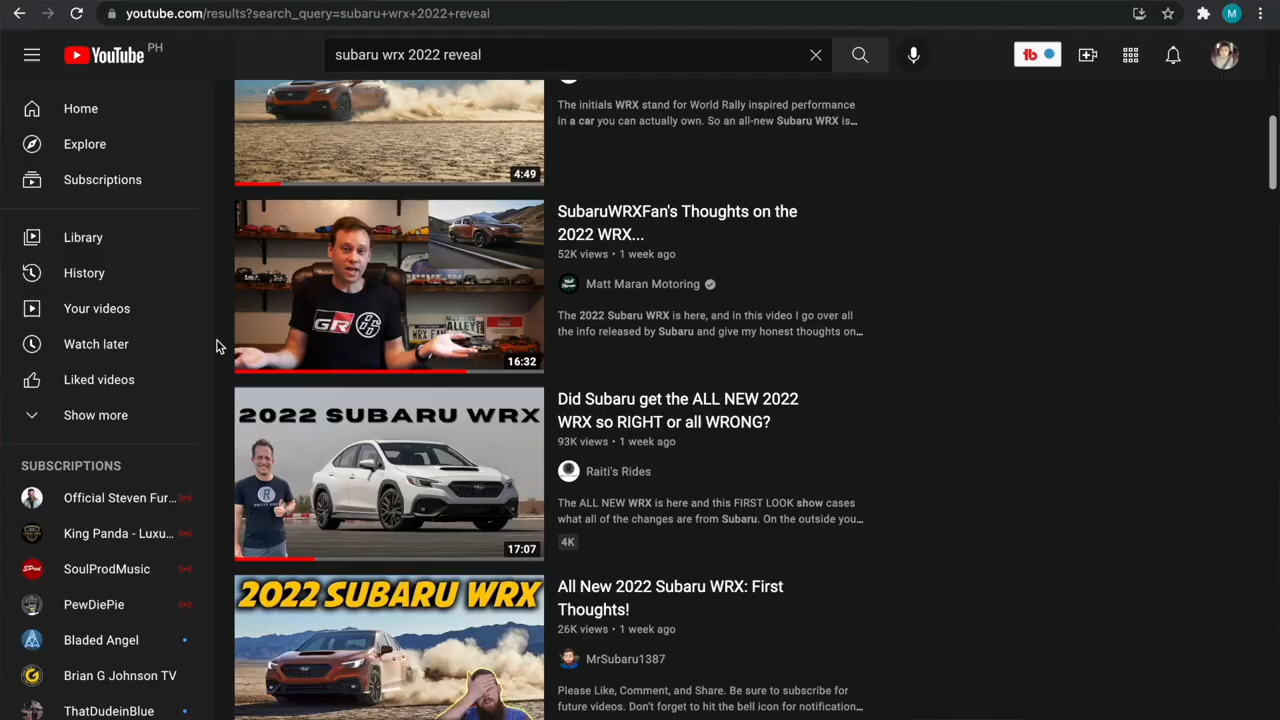 youtube.com/results?search_query=subaru+wrx+2022+reveal
M
YouTube PH
subaru wrx 2022 reveal
Home
Explore
Subscriptions
Library
History
Your videos
Watch later
Liked videos
Show more
SUBSCRIPTIONS
Official Steven Fur...
King Panda - Luxu...
SoulProdMusic
PewDiePie
Bladed Angel
Brian G Johnson TV
ThatDudeinBlue
4:49
The initials WRX stand for World Rally inspired performance
in a car you can actually own. So an all-new Subaru WRX is...
GR
16:32
SubaruWRXFan's Thoughts on the
2022 WRX...
52K views • 1 week ago
Matt Maran Motoring
The 2022 Subaru WRX is here, and in this video I go over all
the info released by Subaru and give my honest thoughts on...
2022 SUBARU WRX
R
17:07
Did Subaru get the ALL NEW 2022
WRX so RIGHT or all WRONG?
93K views • 1 week ago
Raiti's Rides
The ALL NEW WRX is here and this FIRST LOOK show cases
what all of the changes are from Subaru. On the outside you...
4K
2022 SUBARU WRX
All New 2022 Subaru WRX: First
Thoughts!
26K views • 1 week ago
MrSubaru1387
Please Like, Comment, and Share. Be sure to subscribe for
future videos. Don't forget to hit the bell icon for notification...